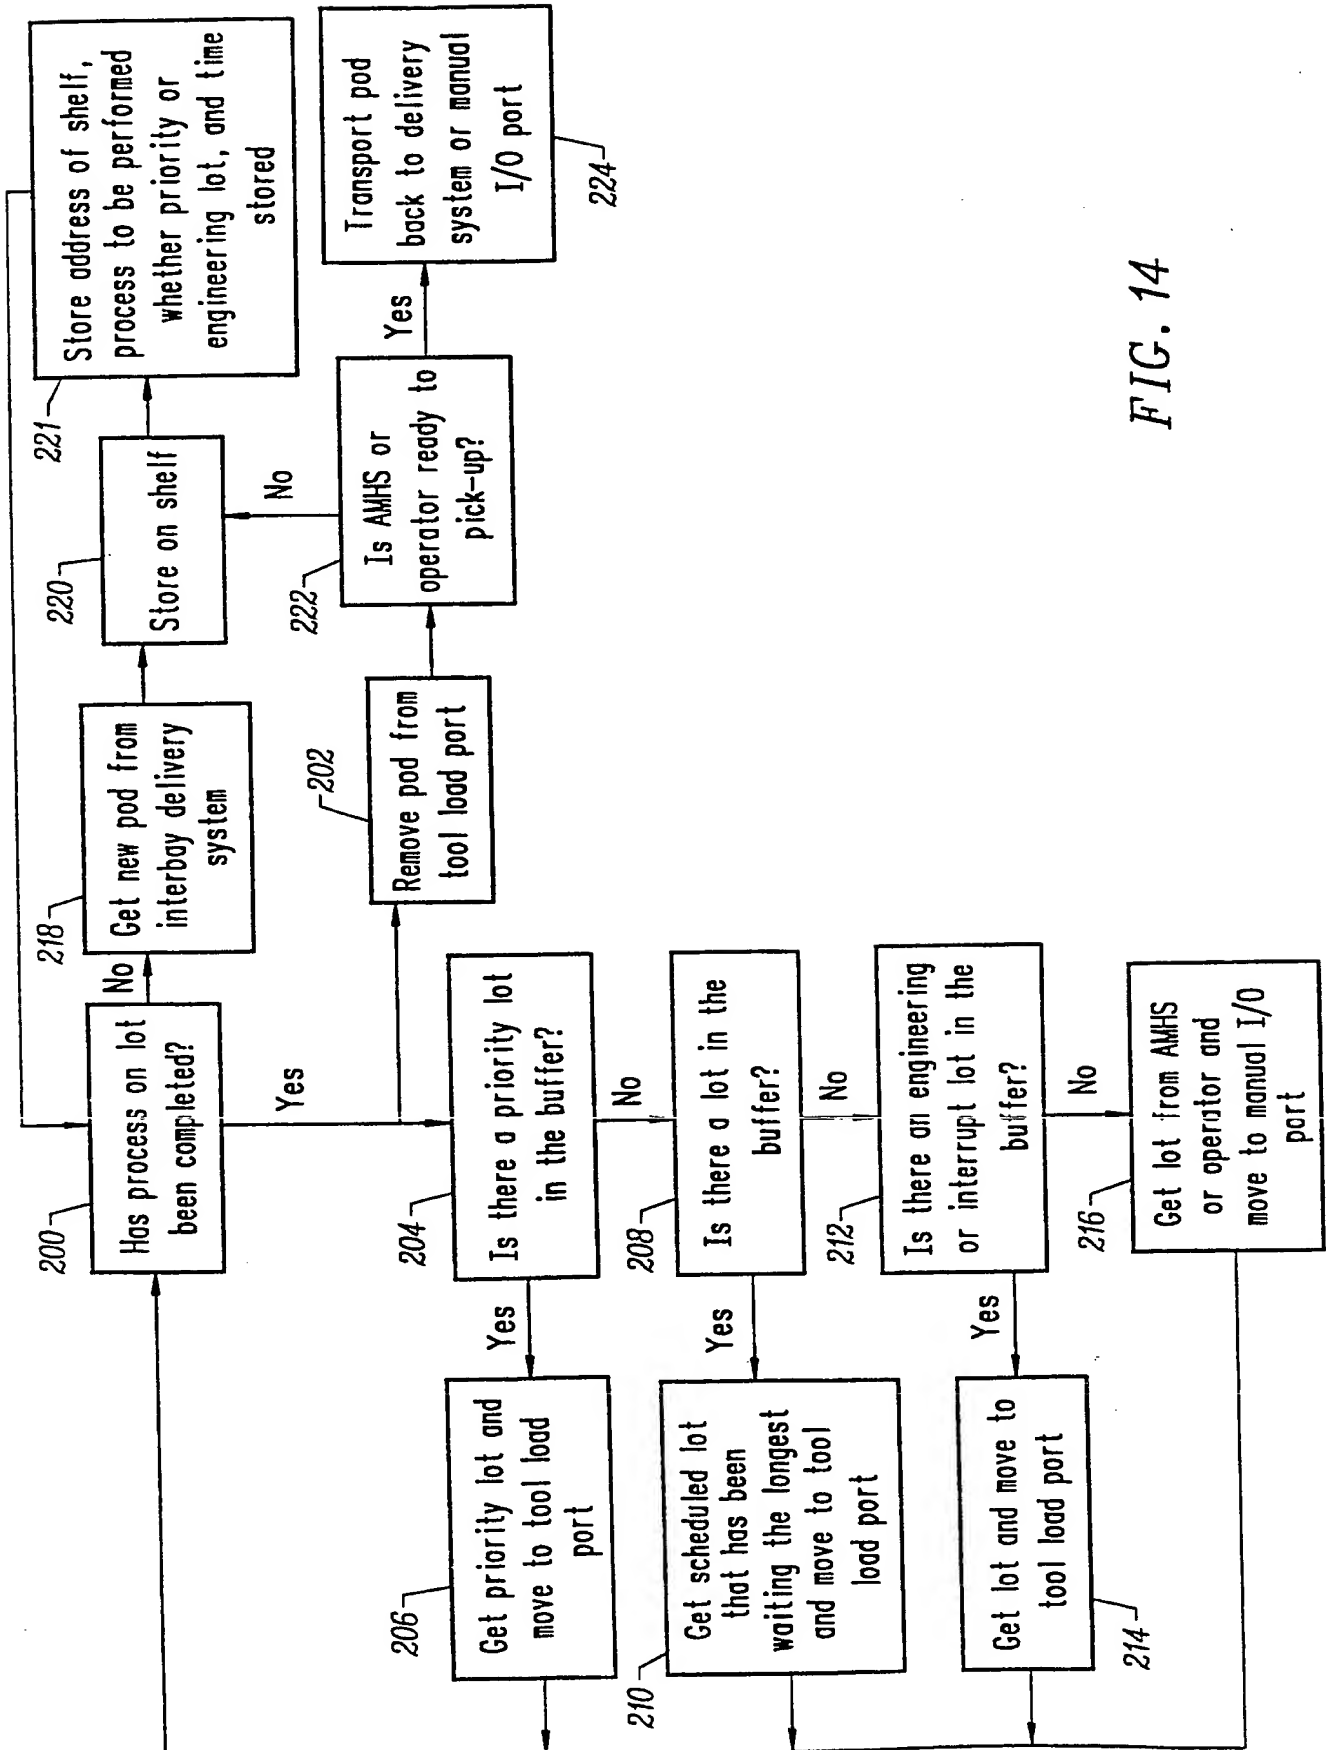 200
Has process on lot
been completed?
No
Yes
218
Get new pod from
interbay delivery
system
220
Store on shelf
221
Store address of shelf,
process to be performed
whether priority or
engineering lot, and time
stored
202
Remove pod from
tool load port
222
Is AMHS or
operator ready to
pick-up?
No
Yes
Transport pod
back to delivery
system or manual
I/O port
224
204
Is there a priority lot
in the buffer?
Yes
No
206
Get priority lot and
move to tool load
port
208
Is there a lot in the
buffer?
Yes
No
210
Get scheduled lot
that has been
waiting the longest
and move to tool
load port
212
Is there an engineering
or interrupt lot in the
buffer?
Yes
No
Get lot and move to
tool load port
214
216
Get lot from AMHS
or operator and
move to manual I/O
port
FIG. 14